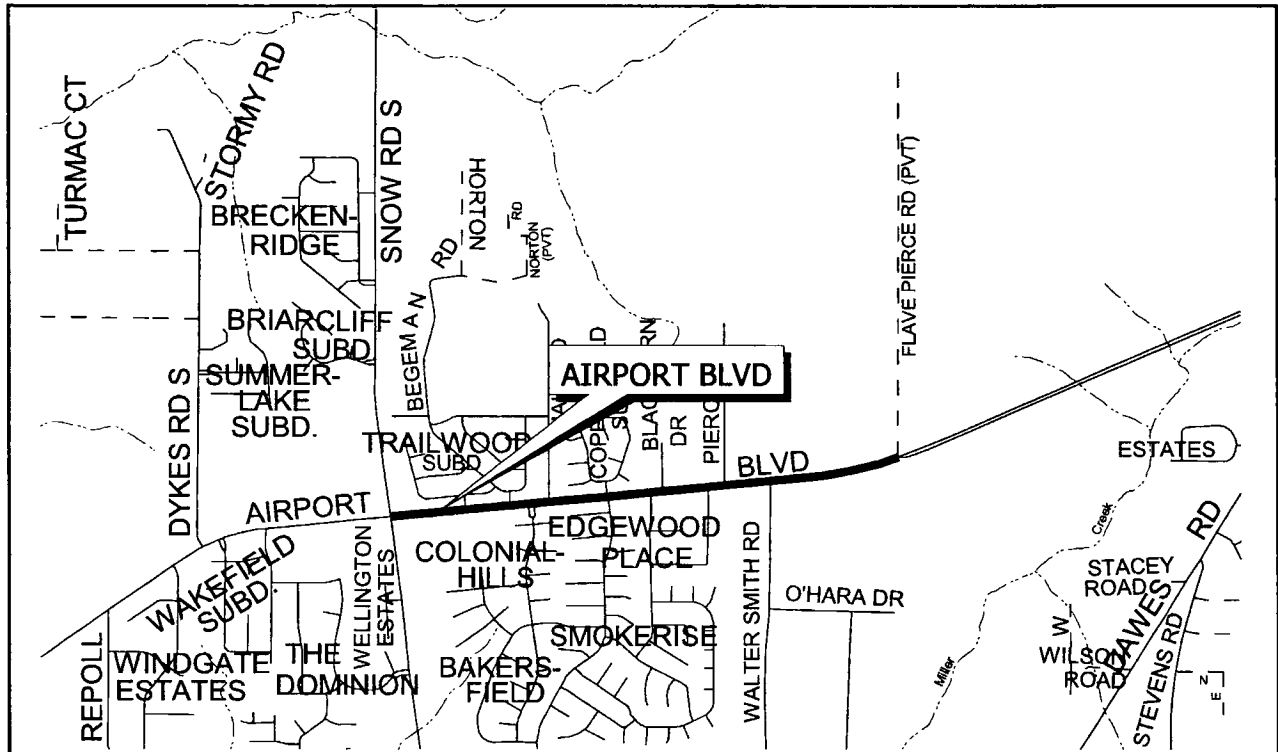 TURMAC CT
STORMY RD
SNOW RD S
HORTON
RD
NORTON
(PVT)
FLAVE PIERCE RD (PVT)
BRECKEN-
RIDGE
BEGEMAN
RD
BRIARCLIFF
SUBD
SUMMER-
LAKE
SUBD.
DYKES RD S
AIRPORT BLVD
DR
TRAILWOOD
SUBD
AIRPORT
BLVD
ESTATES
WAKEFIELD
SUBD.
WELLINGTON
ESTATES
COLONIAL-
HILLS
EDGEWOOD
PLACE
WALTER SMITH RD
O'HARA DR
Creek
Miller
STACEY
ROAD
DAWES RD
STEVENS RD
W
WILSON
ROAD
N
E
REPOLL
WINDGATE
ESTATES
THE
DOMINION
BAKERS-
FIELD
SMOKERISE